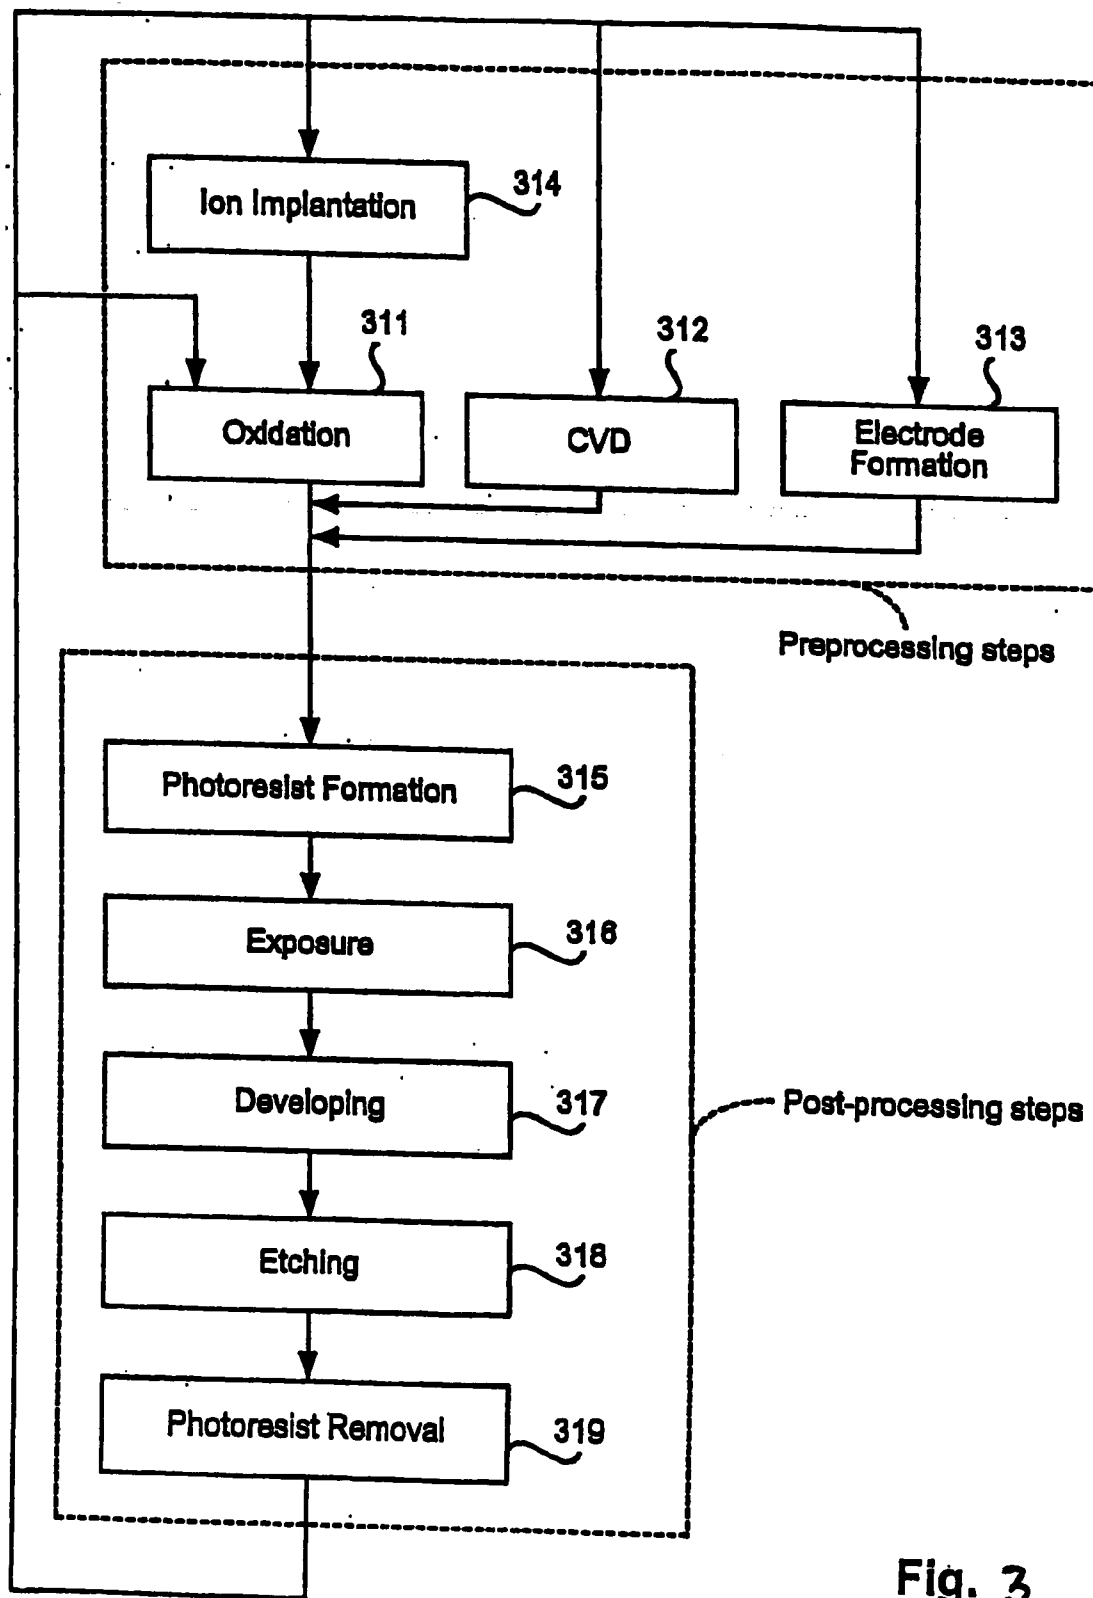 Ion Implantation
314
311
312
313
Oxidation
CVD
Electrode
Formation
Preprocessing steps
Photoresist Formation
315
Exposure
316
Developing
317
Post-processing steps
Etching
318
Photoresist Removal
319
Fig. 3